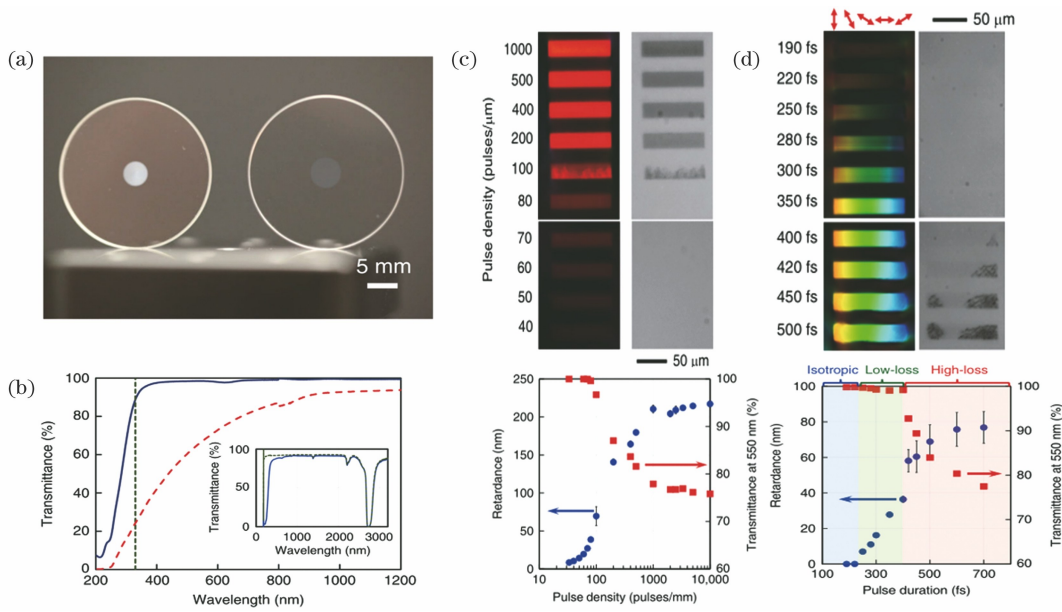 (a)
5 mm
(b)
Transmittance (%)
100
80
60
40
20
0
200
400
600
800
1000
1200
Wavelength (nm)
Transmittance (%)
100
50
0
0
1000
2000
3000
Wavelength (nm)
(c)
Pulse density (pulses/μm)
1000
500
400
200
100
80
70
60
50
40
50 μm
Retardance (nm)
250
200
150
100
50
0
10
100
1000
10,000
Pulse density (pulses/mm)
100
90
80
70
60
Transmittance at 550 nm (%)
(d)
50 μm
190 fs
220 fs
250 fs
280 fs
300 fs
350 fs
400 fs
420 fs
450 fs
500 fs
Isotropic
Low-loss
High-loss
Retardance (nm)
100
80
60
40
20
0
100
300
500
700
Pulse duration (fs)
100
90
80
70
60
Transmittance at 550 nm (%)